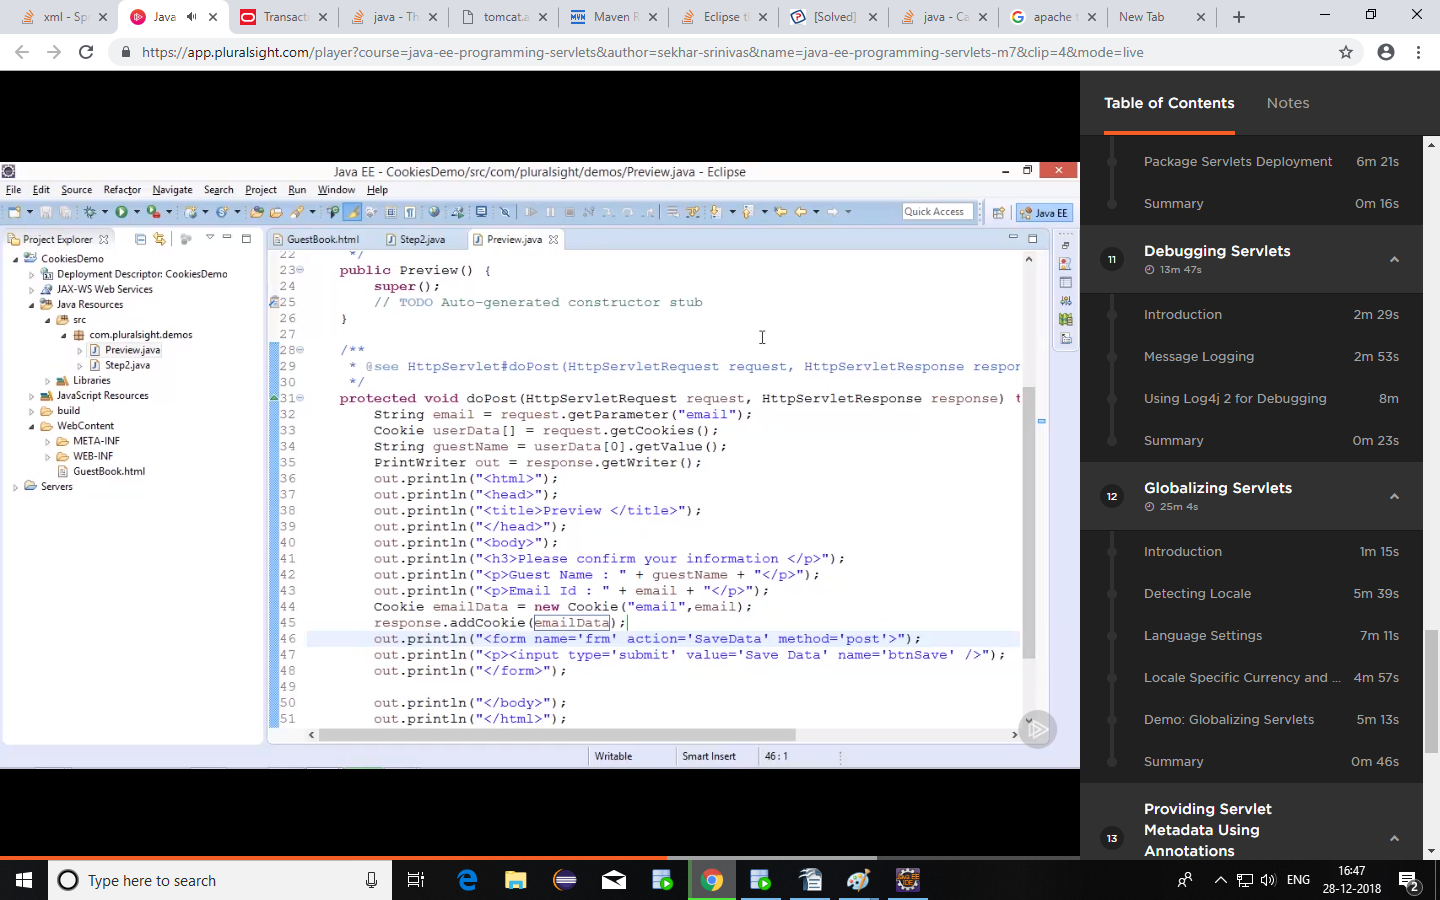 xml - Sp
Java
Transacti
java - Th
tomcat.a
Maven R
Eclipse ti
[Solved]
java - Ca
apache t
New Tab
https://app.pluralsight.com/player?course=java-ee-programming-servlets&author=sekhar-srinivas&name=java-ee-programming-servlets-m7&clip=4&mode=live
Java EE - CookiesDemo/src/com/pluralsight/demos/Preview.java - Eclipse
File Edit Source Refactor Navigate Search Project Run Window Help
Quick Access
Java EE
Project Explorer
CookiesDemo
Deployment Descriptor: CookiesDemo
JAX-WS Web Services
Java Resources
src
com.pluralsight.demos
Preview.java
Step2.java
Libraries
JavaScript Resources
build
WebContent
META-INF
WEB-INF
GuestBook.html
Servers
GuestBook.html
Step2.java
Preview.java
22 */
23 public Preview() {
24 super();
25 // TODO Auto-generated constructor stub
26 }
27
28 /**
29 * @see HttpServlet#doPost(HttpServletRequest request, HttpServletResponse respon
30 */
31 protected void doPost(HttpServletRequest request, HttpServletResponse response) t
32 String email = request.getParameter("email");
33 Cookie userData[] = request.getCookies();
34 String guestName = userData[0].getValue();
35 PrintWriter out = response.getWriter();
36 out.println("<html>");
37 out.println("<head>");
38 out.println("<title>Preview </title>");
39 out.println("</head>");
40 out.println("<body>");
41 out.println("<h3>Please confirm your information </p>");
42 out.println("<p>Guest Name : " + guestName + "</p>");
43 out.println("<p>Email Id : " + email + "</p>");
44 Cookie emailData = new Cookie("email",email);
45 response.addCookie(emailData);
46 out.println("<form name='frm' action='SaveData' method='post'>");
47 out.println("<p><input type='submit' value='Save Data' name='btnSave' />");
48 out.println("</form>");
49
50 out.println("</body>");
51 out.println("</html>");
Writable
Smart Insert
46 : 1
Table of Contents
Notes
Package Servlets Deployment 6m 21s
Summary 0m 16s
11 Debugging Servlets
13m 47s
Introduction 2m 29s
Message Logging 2m 53s
Using Log4j 2 for Debugging 8m
Summary 0m 23s
12 Globalizing Servlets
25m 4s
Introduction 1m 15s
Detecting Locale 5m 39s
Language Settings 7m 11s
Locale Specific Currency and ... 4m 57s
Demo: Globalizing Servlets 5m 13s
Summary 0m 46s
13 Providing Servlet
Metadata Using
Annotations
Type here to search
ENG
16:47
28-12-2018
2